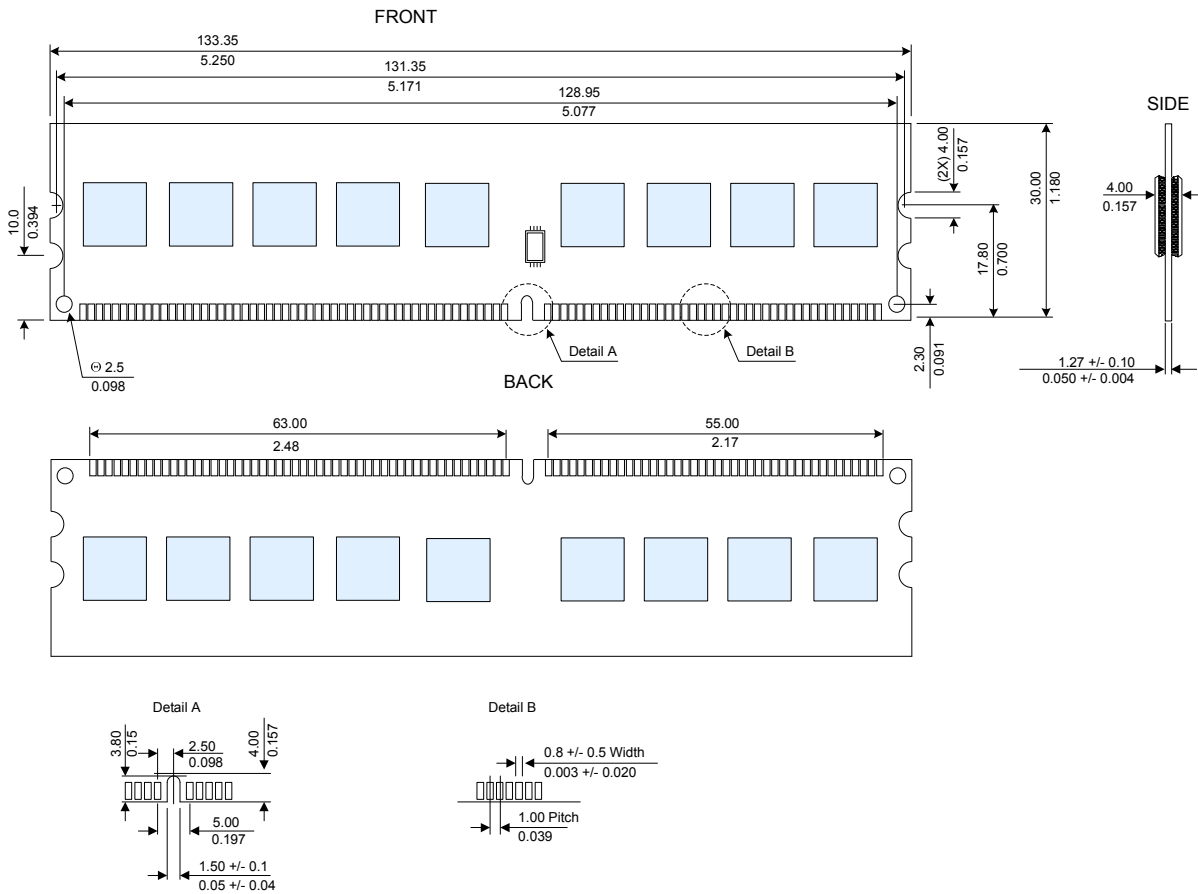 FRONT
133.35
5.250
131.35
5.171
128.95
5.077
SIDE
(2X) 4.00
0.157
30.00
1.180
4.00
0.157
10.0
0.394
17.80
0.700
Detail A
Detail B
2.30
0.091
1.27 +/- 0.10
0.050 +/- 0.004
Θ 2.5
0.098
BACK
63.00
2.48
55.00
2.17
Detail A
Detail B
3.80
0.15
2.50
0.098
4.00
0.157
0.8 +/- 0.5 Width
0.003 +/- 0.020
5.00
0.197
1.00 Pitch
0.039
1.50 +/- 0.1
0.05 +/- 0.04